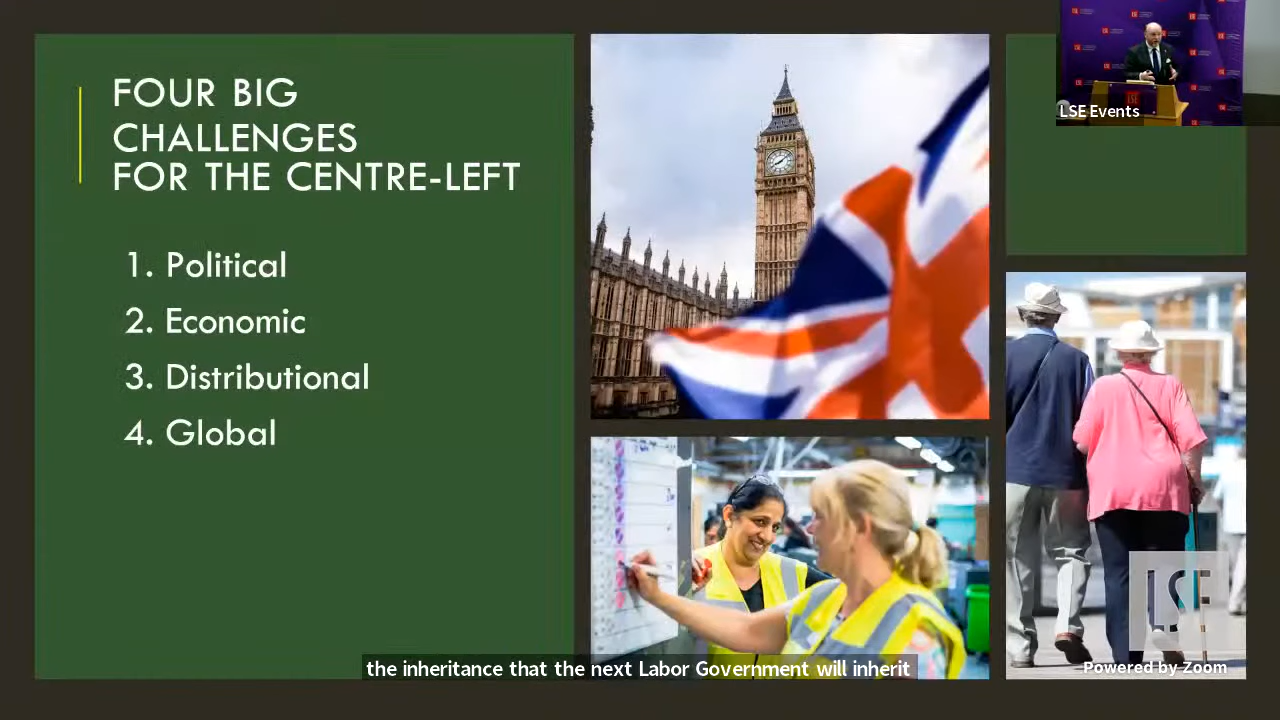 FOUR BIG
CHALLENGES
FOR THE CENTRE-LEFT
1. Political
2. Economic
3. Distributional
4. Global
LSE Events
LSE
the inheritance that the next Labor Government will inherit
Powered by Zoom